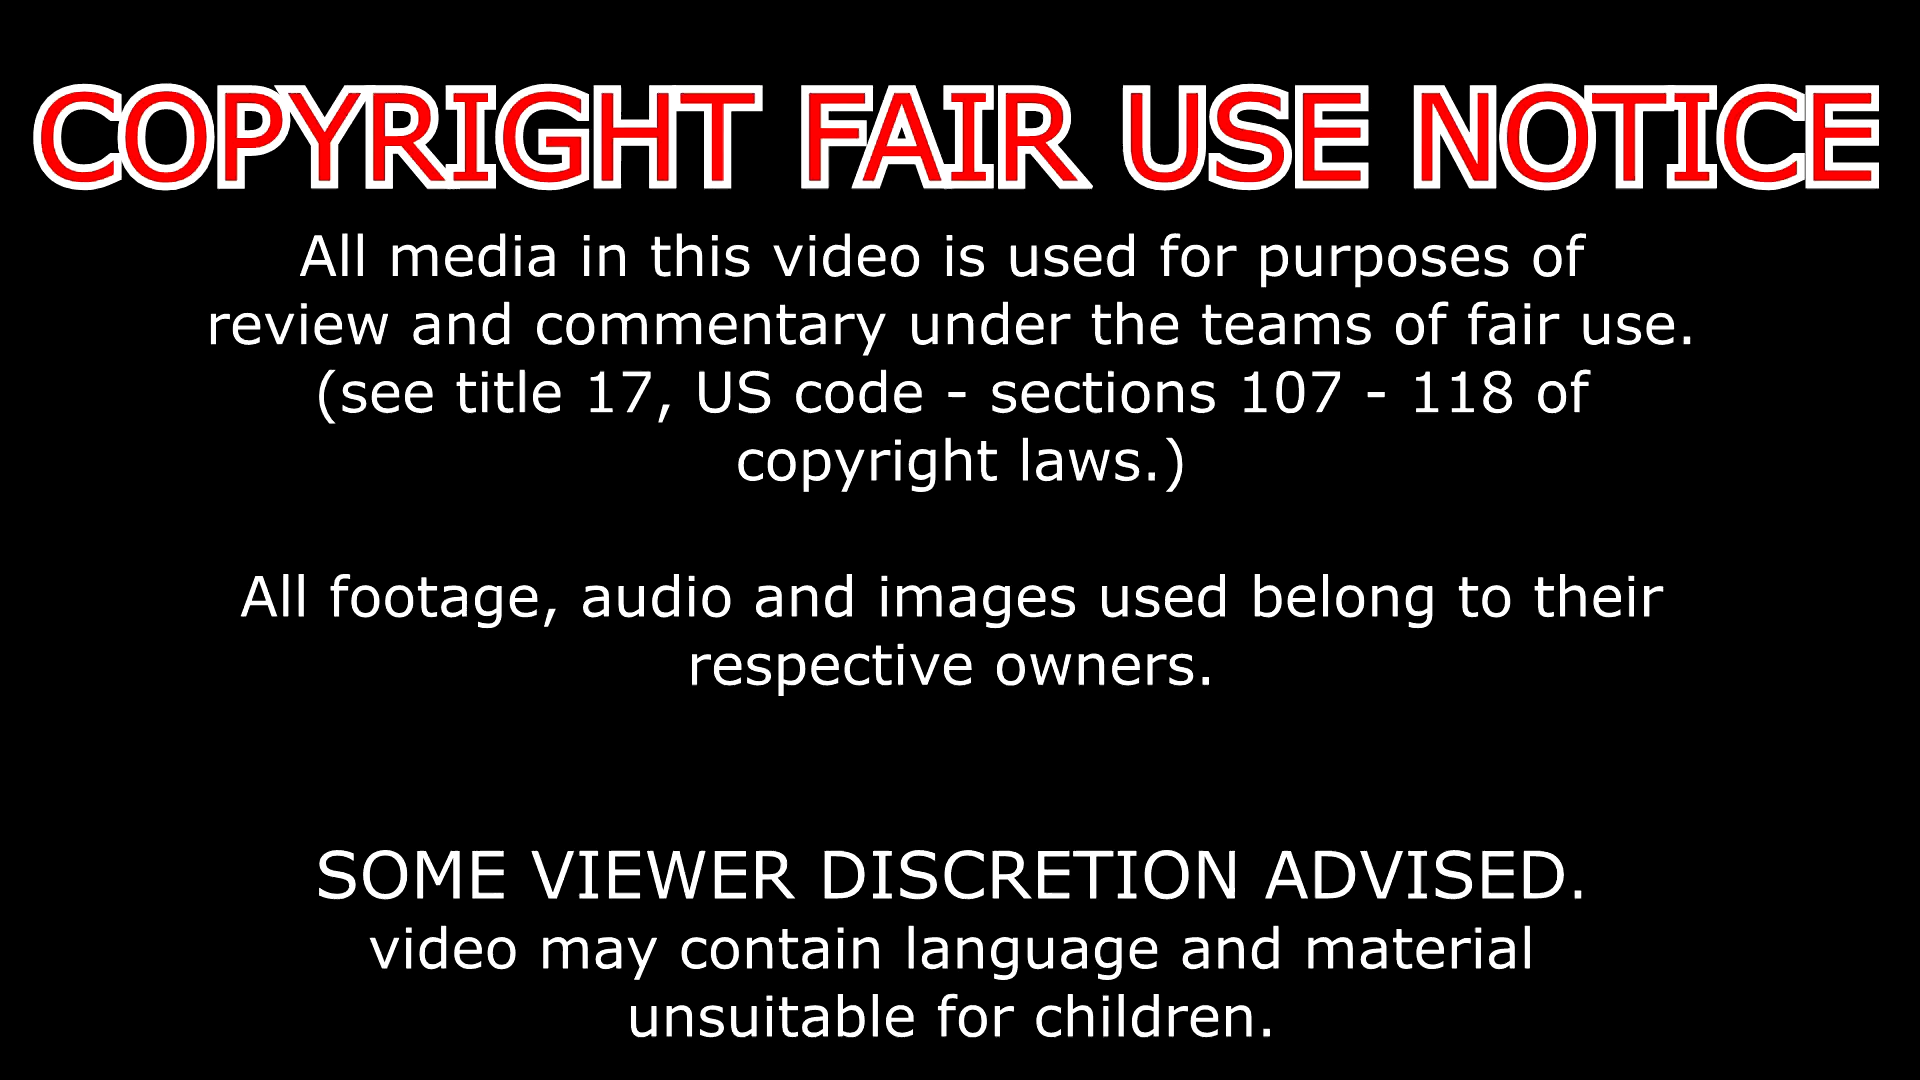 COPYRIGHT FAIR USE NOTICE
All media in this video is used for purposes of
review and commentary under the teams of fair use.
(see title 17, US code - sections 107 - 118 of
copyright laws.)
All footage, audio and images used belong to their
respective owners.
SOME VIEWER DISCRETION ADVISED.
video may contain language and material
unsuitable for children.